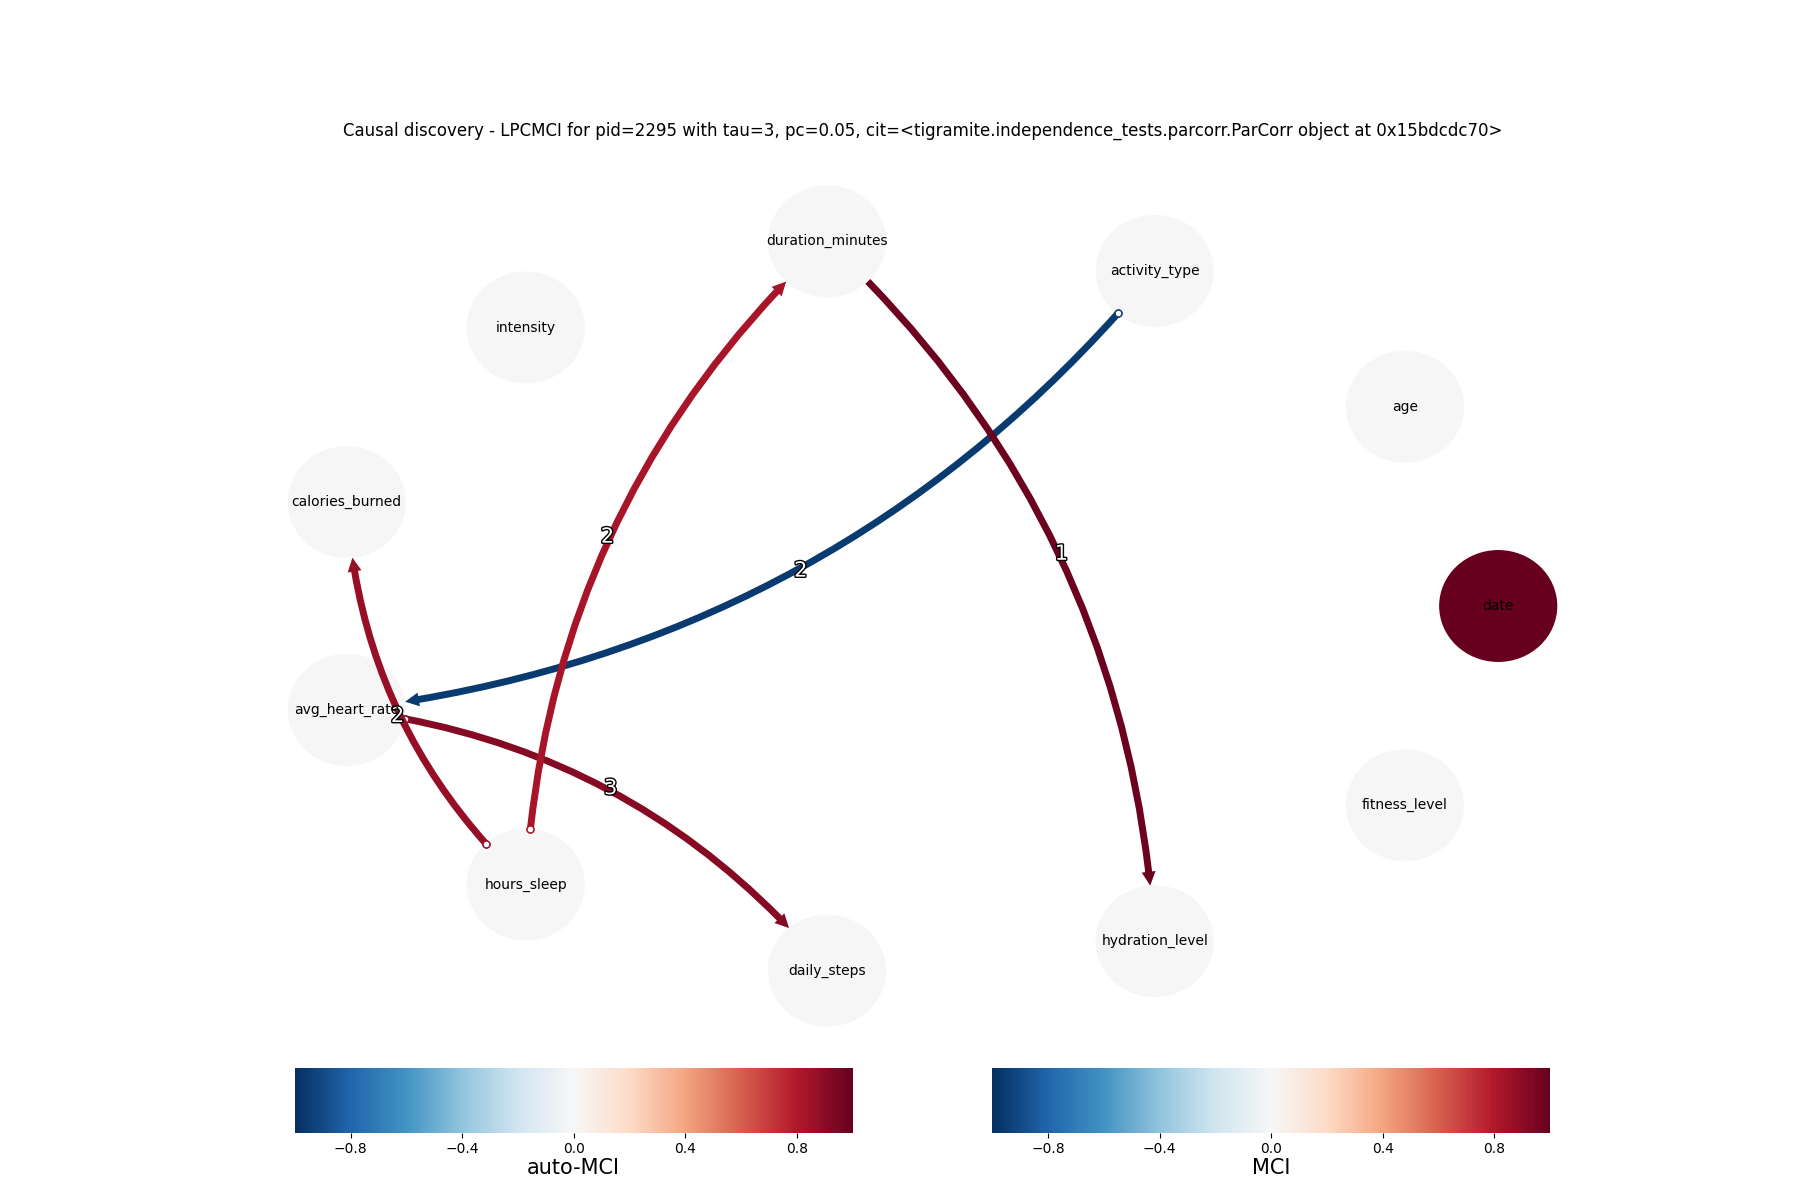 Causal discovery - LPCMCI for pid=2295 with tau=3, pc=0.05, cit=<tigramite.independence_tests.parcorr.ParCorr object at 0x15bdcdc70>
duration_minutes
activity_type
intensity
age
calories_burned
2
1
2
date
avg_heart_rate
2
3
fitness_level
hours_sleep
hydration_level
daily_steps
−0.8 −0.4 0.0 0.4 0.8
auto-MCI
−0.8 −0.4 0.0 0.4 0.8
MCI